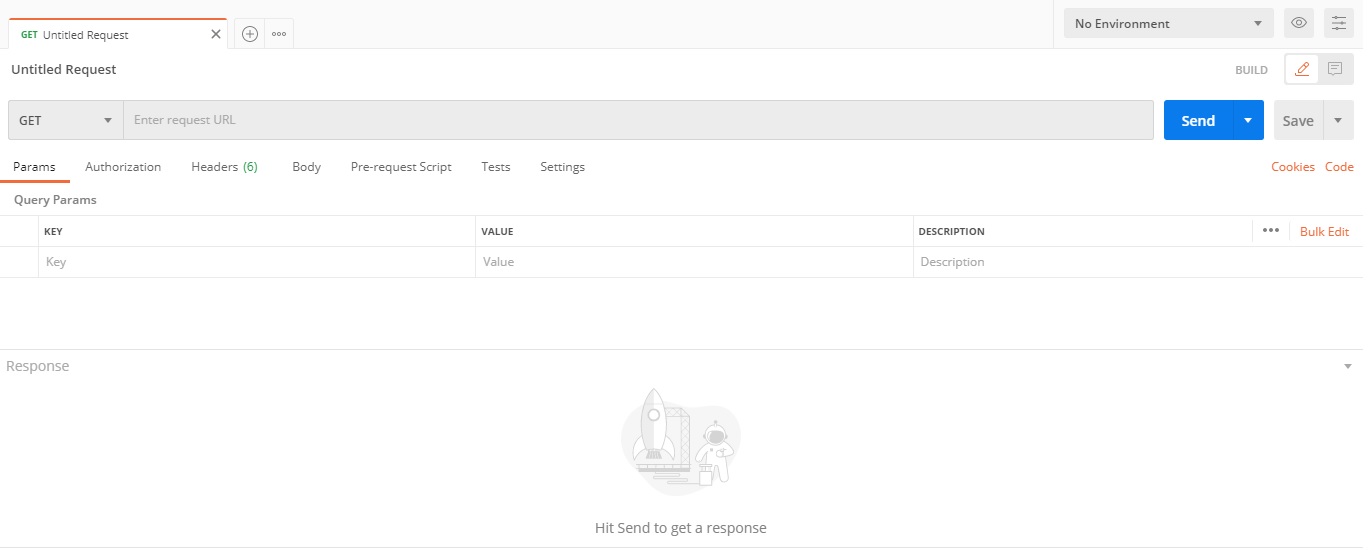 GET Untitled Request
No Environment
Untitled Request
BUILD
GET
Enter request URL
Send
Save
Params Authorization Headers (6) Body Pre-request Script Tests Settings
Cookies Code
Query Params
KEY VALUE DESCRIPTION
Bulk Edit
Key Value Description
Response
Hit Send to get a response